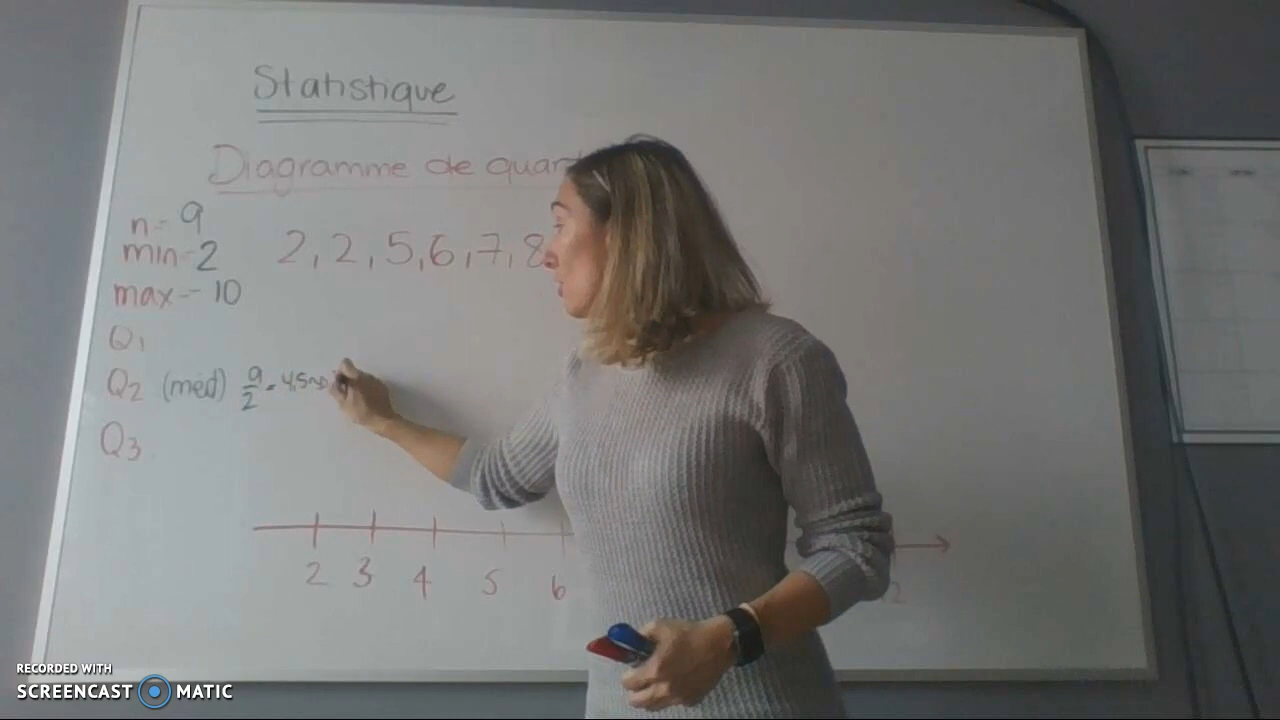 Statistique
Diagramme de quart
n=9
min=2
2, 2, 5, 6, 7, 8
max=10
Q1
Q2 (méd) 9/2 = 4,5
Q3
2 3 4 5 6
RECORDED WITH
SCREENCAST MATIC